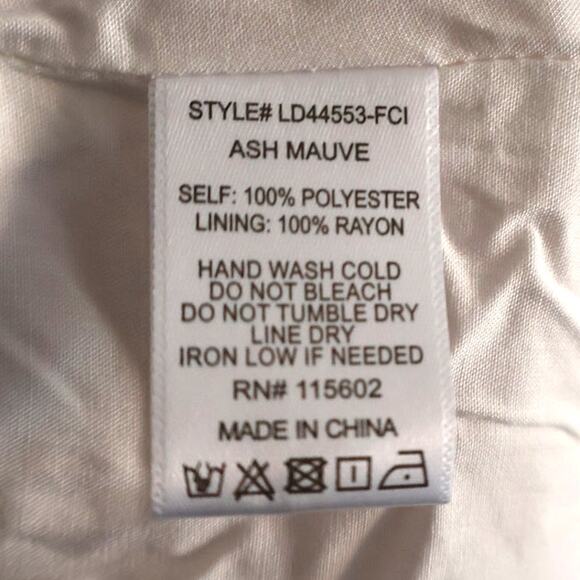 STYLE# LD44553-FCI
ASH MAUVE
SELF: 100% POLYESTER
LINING: 100% RAYON
HAND WASH COLD
DO NOT BLEACH
DO NOT TUMBLE DRY
LINE DRY
IRON LOW IF NEEDED
RN# 115602
MADE IN CHINA